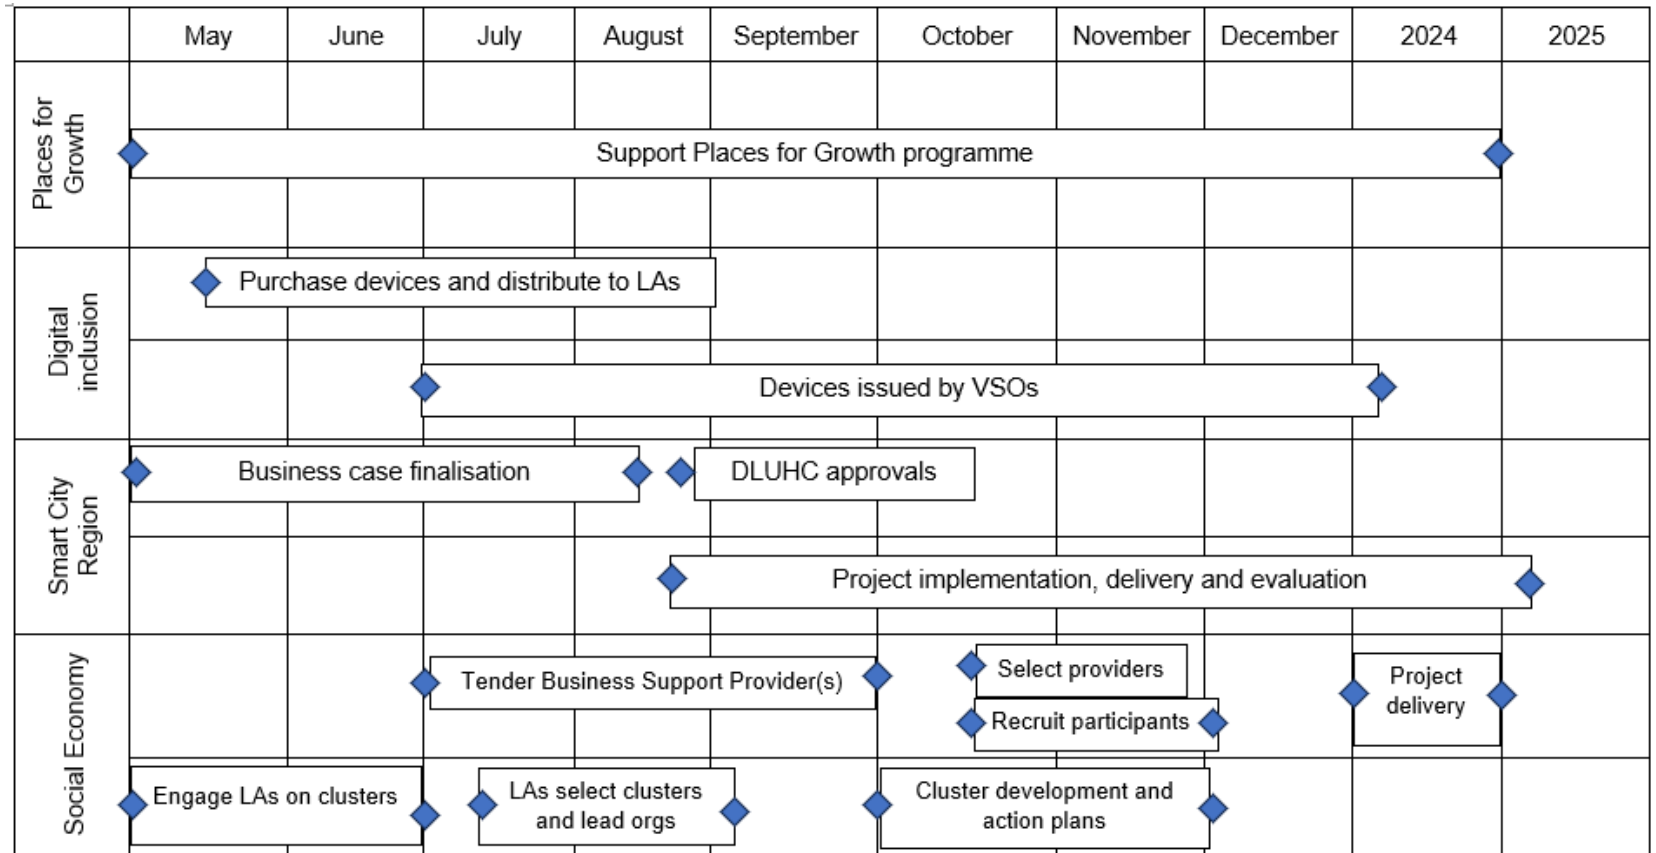 May June July August September October November December 2024 2025
Places for
Growth
Support Places for Growth programme
Digital
inclusion
Purchase devices and distribute to LAs
Devices issued by VSOs
Smart City
Region
Business case finalisation
DLUHC approvals
Project implementation, delivery and evaluation
Social Economy
Tender Business Support Provider(s)
Select providers
Recruit participants
Project
delivery
Engage LAs on clusters
LAs select clusters
and lead orgs
Cluster development and
action plans